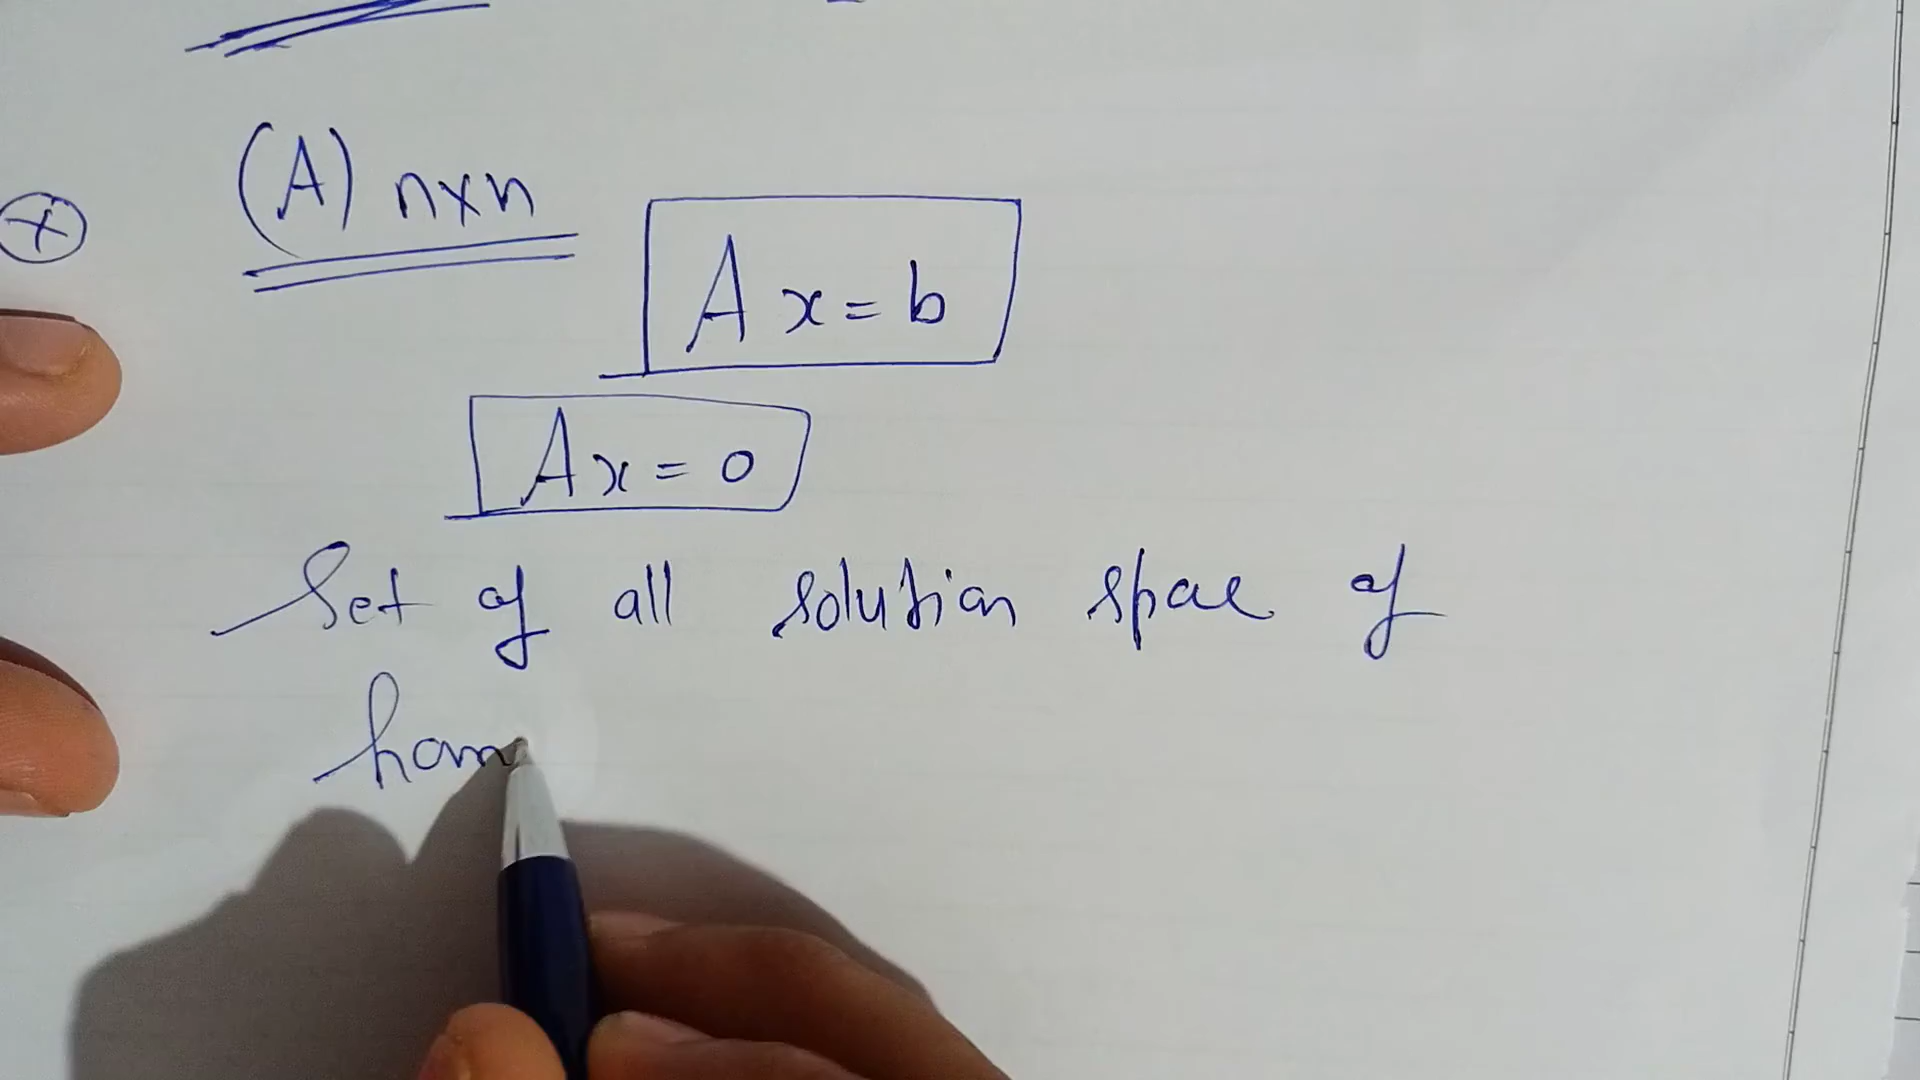 (A) n×n
Ax = b
Ax = 0
Set of all solution space of
hom